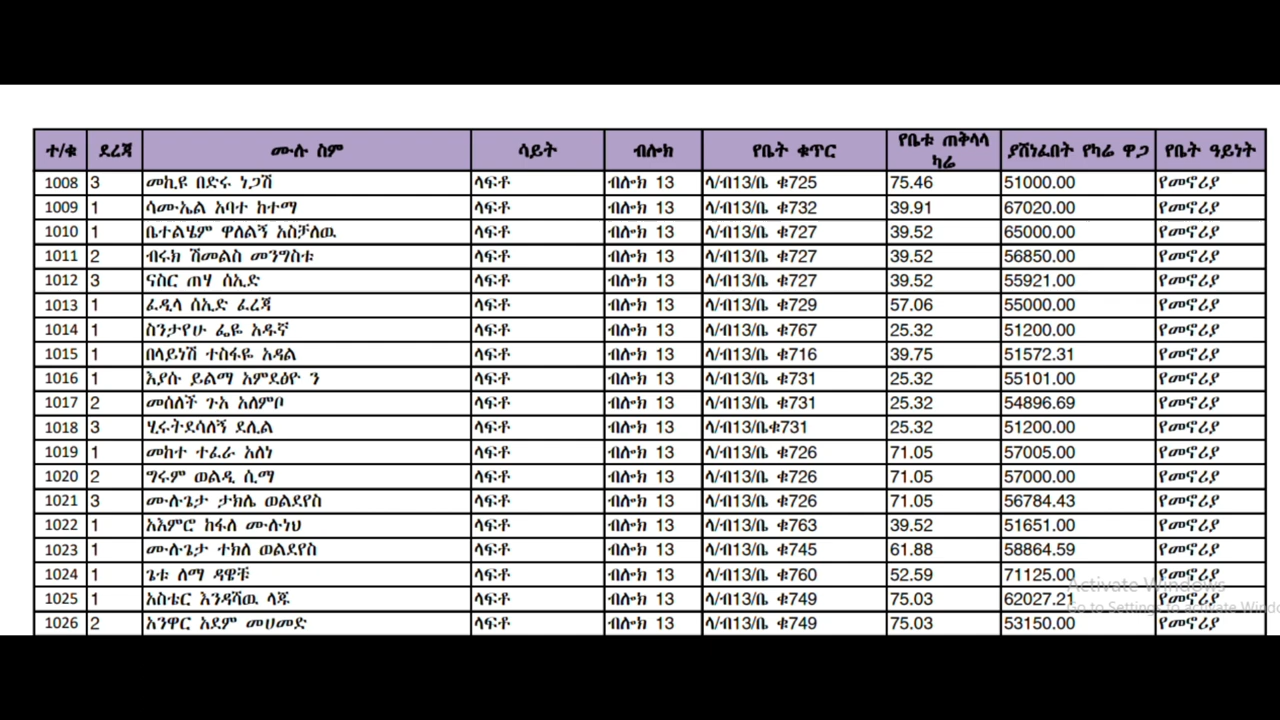 ተ/ቁ ደረጃ ሙሉ ስም ሳይት ብሎክ የቤት ቁጥር የቤቱ ጠቅላላ ካሬ ያሸነፈበት የካሬ ዋጋ የቤት ዓይነት
1008 3 መኪዩ በድሩ ነጋሽ ላፍቶ ብሎክ 13 ላ/ብ13/ቤ ቁ725 75.46 51000.00 የመኖሪያ
1009 1 ሳሙኤል አባተ ከተማ ላፍቶ ብሎክ 13 ላ/ብ13/ቤ ቁ732 39.91 67020.00 የመኖሪያ
1010 1 ቤተልሄም ዋለልኝ አስቻለዉ ላፍቶ ብሎክ 13 ላ/ብ13/ቤ ቁ727 39.52 65000.00 የመኖሪያ
1011 2 ብሩክ ሽመልስ መንግስቱ ላፍቶ ብሎክ 13 ላ/ብ13/ቤ ቁ727 39.52 56850.00 የመኖሪያ
1012 3 ናስር ጠሃ ሰኢድ ላፍቶ ብሎክ 13 ላ/ብ13/ቤ ቁ727 39.52 55921.00 የመኖሪያ
1013 1 ፈዲላ ሰኢድ ፈረጃ ላፍቶ ብሎክ 13 ላ/ብ13/ቤ ቁ729 57.06 55000.00 የመኖሪያ
1014 1 ስንታየሁ ፌዬ አዱኛ ላፍቶ ብሎክ 13 ላ/ብ13/ቤ ቁ767 25.32 51200.00 የመኖሪያ
1015 1 በላይነሽ ተስፋዬ አዳል ላፍቶ ብሎክ 13 ላ/ብ13/ቤ ቁ716 39.75 51572.31 የመኖሪያ
1016 1 እያሱ ይልማ አምደፅዮ ን ላፍቶ ብሎክ 13 ላ/ብ13/ቤ ቁ731 25.32 55101.00 የመኖሪያ
1017 2 መሰለች ጉአ አለምቦ ላፍቶ ብሎክ 13 ላ/ብ13/ቤ ቁ731 25.32 54896.69 የመኖሪያ
1018 3 ሂሩትደሳለኝ ደሊል ላፍቶ ብሎክ 13 ላ/ብ13/ቤቁ731 25.32 51200.00 የመኖሪያ
1019 1 መከተ ተፈራ አለነ ላፍቶ ብሎክ 13 ላ/ብ13/ቤ ቁ726 71.05 57005.00 የመኖሪያ
1020 2 ግሩም ወልዲ ሲማ ላፍቶ ብሎክ 13 ላ/ብ13/ቤ ቁ726 71.05 57000.00 የመኖሪያ
1021 3 ሙሉጌታ ታክሌ ወልደየስ ላፍቶ ብሎክ 13 ላ/ብ13/ቤ ቁ726 71.05 56784.43 የመኖሪያ
1022 1 አእምሮ ከፋለ ሙሉነህ ላፍቶ ብሎክ 13 ላ/ብ13/ቤ ቁ763 39.52 51651.00 የመኖሪያ
1023 1 ሙሉጌታ ተክለ ወልደየስ ላፍቶ ብሎክ 13 ላ/ብ13/ቤ ቁ745 61.88 58864.59 የመኖሪያ
1024 1 ጌቱ ለማ ዳዊቹ ላፍቶ ብሎክ 13 ላ/ብ13/ቤ ቁ760 52.59 71125.00 የመኖሪያ
1025 1 አስቴር እንዳሻዉ ላጁ ላፍቶ ብሎክ 13 ላ/ብ13/ቤ ቁ749 75.03 62027.21 የመኖሪያ
1026 2 አንዋር አደም መሀመድ ላፍቶ ብሎክ 13 ላ/ብ13/ቤ ቁ749 75.03 53150.00 የመኖሪያ
Activate Windows
Go to Settings to activate Windo